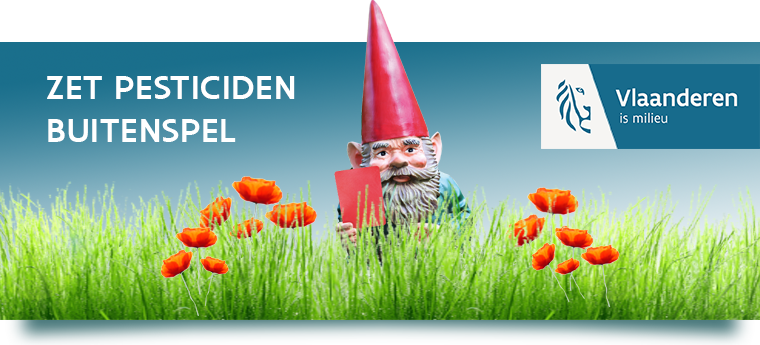 ZET PESTICIDEN
BUITENSPEL
Vlaanderen
is milieu